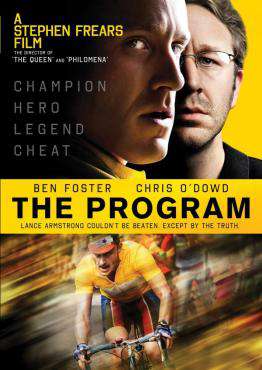 A
STEPHEN FREARS
FILM
THE DIRECTOR OF
'THE QUEEN' AND 'PHILOMENA'
CHAMPION
HERO
LEGEND
CHEAT
BEN FOSTER CHRIS O'DOWD
THE PROGRAM
LANCE ARMSTRONG COULDN'T BE BEATEN. EXCEPT BY THE TRUTH.